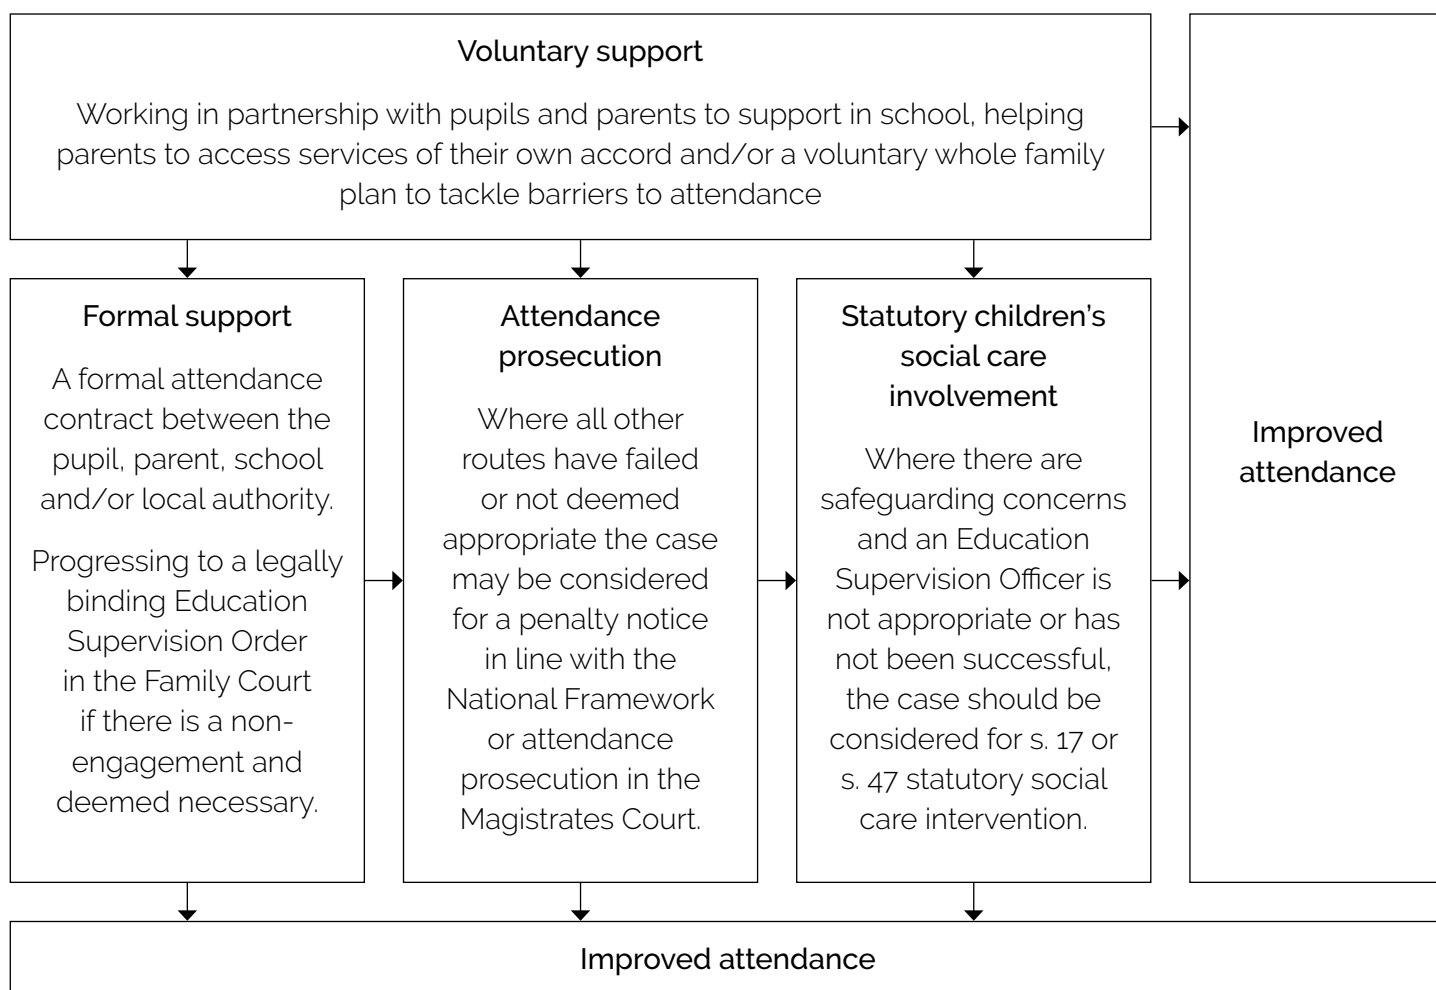 Voluntary support
Working in partnership with pupils and parents to support in school, helping
parents to access services of their own accord and/or a voluntary whole family
plan to tackle barriers to attendance
Formal support
A formal attendance
contract between the
pupil, parent, school
and/or local authority.
Progressing to a legally
binding Education
Supervision Order
in the Family Court
if there is a non-
engagement and
deemed necessary.
Attendance
prosecution
Where all other
routes have failed
or not deemed
appropriate the case
may be considered
for a penalty notice
in line with the
National Framework
or attendance
prosecution in the
Magistrates Court.
Statutory children’s
social care
involvement
Where there are
safeguarding concerns
and an Education
Supervision Officer is
not appropriate or has
not been successful,
the case should be
considered for s. 17 or
s. 47 statutory social
care intervention.
Improved
attendance
Improved attendance